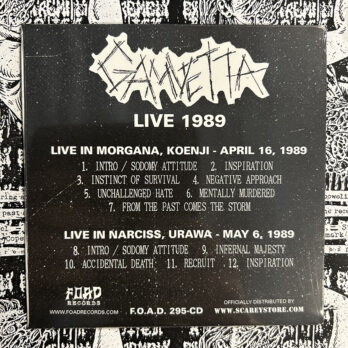 GAMYETTA
LIVE 1989
LIVE IN MORGANA, KOENJI - APRIL 16, 1989
1. INTRO / SODOMY ATTITUDE 2. INSPIRATION
3. INSTINCT OF SURVIVAL 4. NEGATIVE APPROACH
5. UNCHALLENGED HATE 6. MENTALLY MURDERED
7. FROM THE PAST COMES THE STORM
LIVE IN NARCISS, URAWA - MAY 6, 1989
8. INTRO / SODOMY ATTITUDE 9. INFERNAL MAJESTY
10. ACCIDENTAL DEATH 11. RECRUIT 12. INSPIRATION
FOAD
RECORDS
WWW.FOADRECORDS.COM
F.O.A.D. 295-CD
OFFICIALLY DISTRIBUTED BY
WWW.SCAREYSTORE.COM